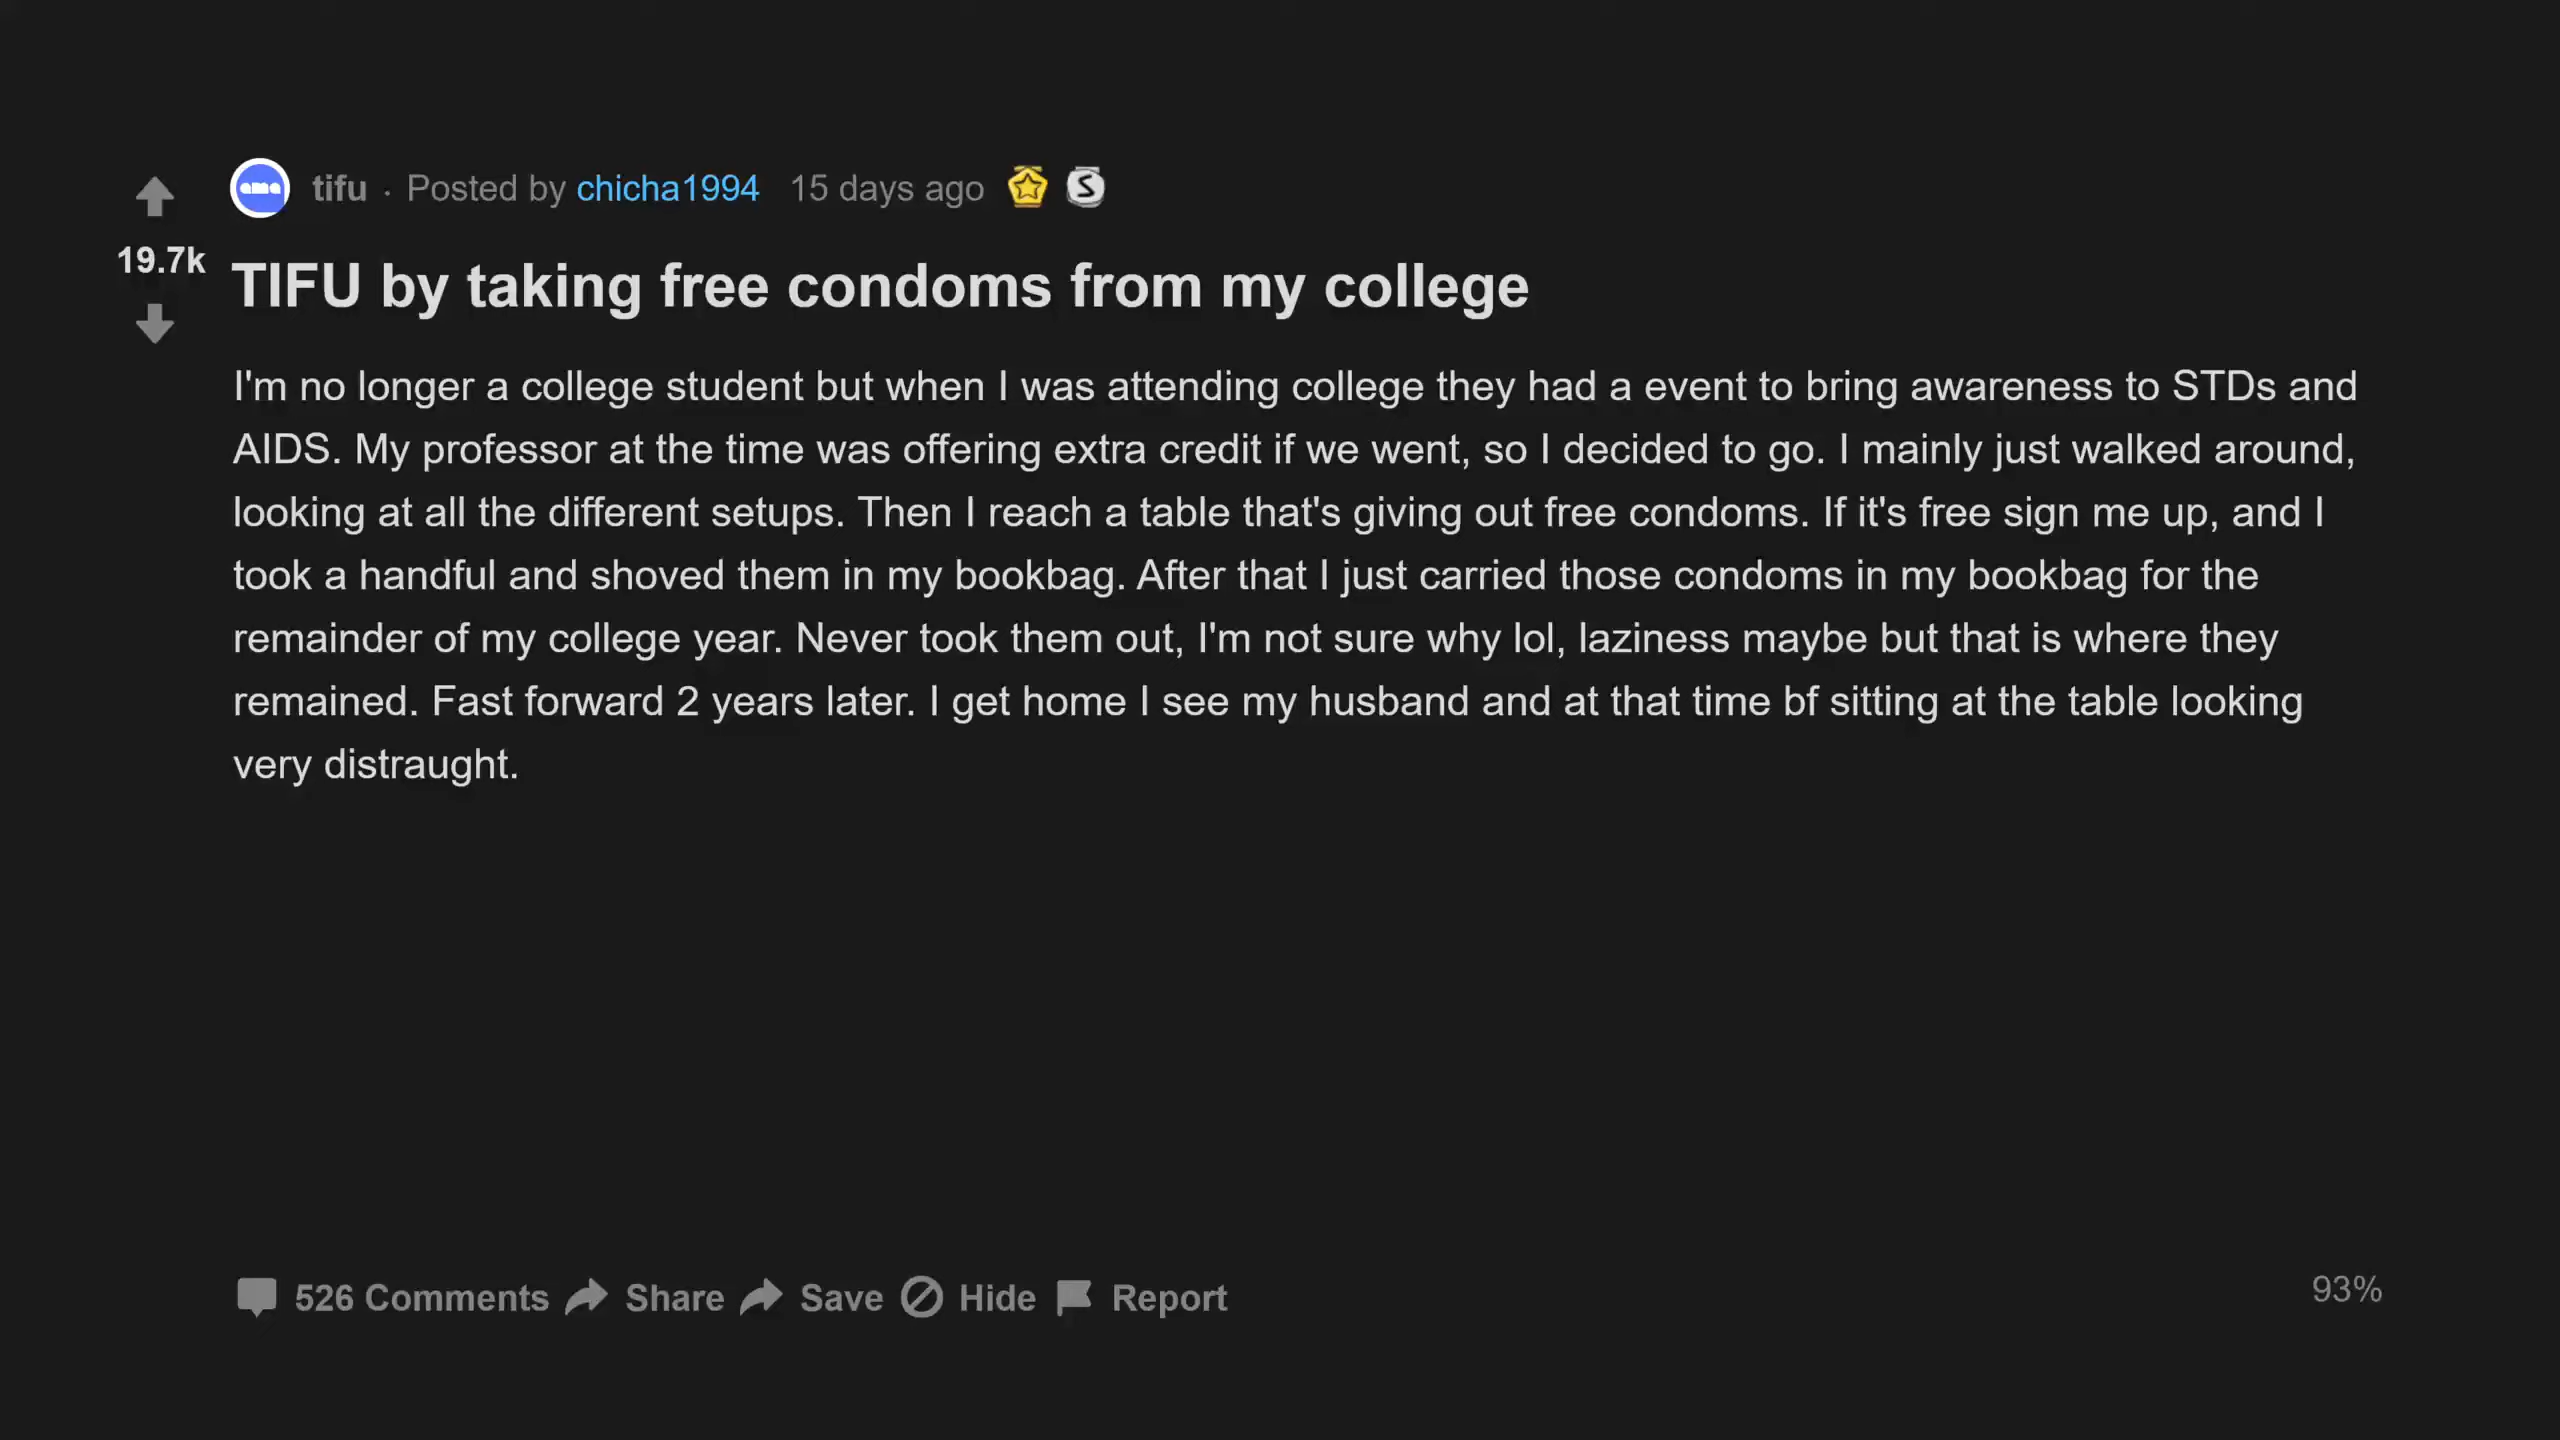 tifu · Posted by chicha1994 15 days ago
19.7k
TIFU by taking free condoms from my college
I'm no longer a college student but when I was attending college they had a event to bring awareness to STDs and
AIDS. My professor at the time was offering extra credit if we went, so I decided to go. I mainly just walked around,
looking at all the different setups. Then I reach a table that's giving out free condoms. If it's free sign me up, and I
took a handful and shoved them in my bookbag. After that I just carried those condoms in my bookbag for the
remainder of my college year. Never took them out, I'm not sure why lol, laziness maybe but that is where they
remained. Fast forward 2 years later. I get home I see my husband and at that time bf sitting at the table looking
very distraught.
526 Comments Share Save Hide Report
93%